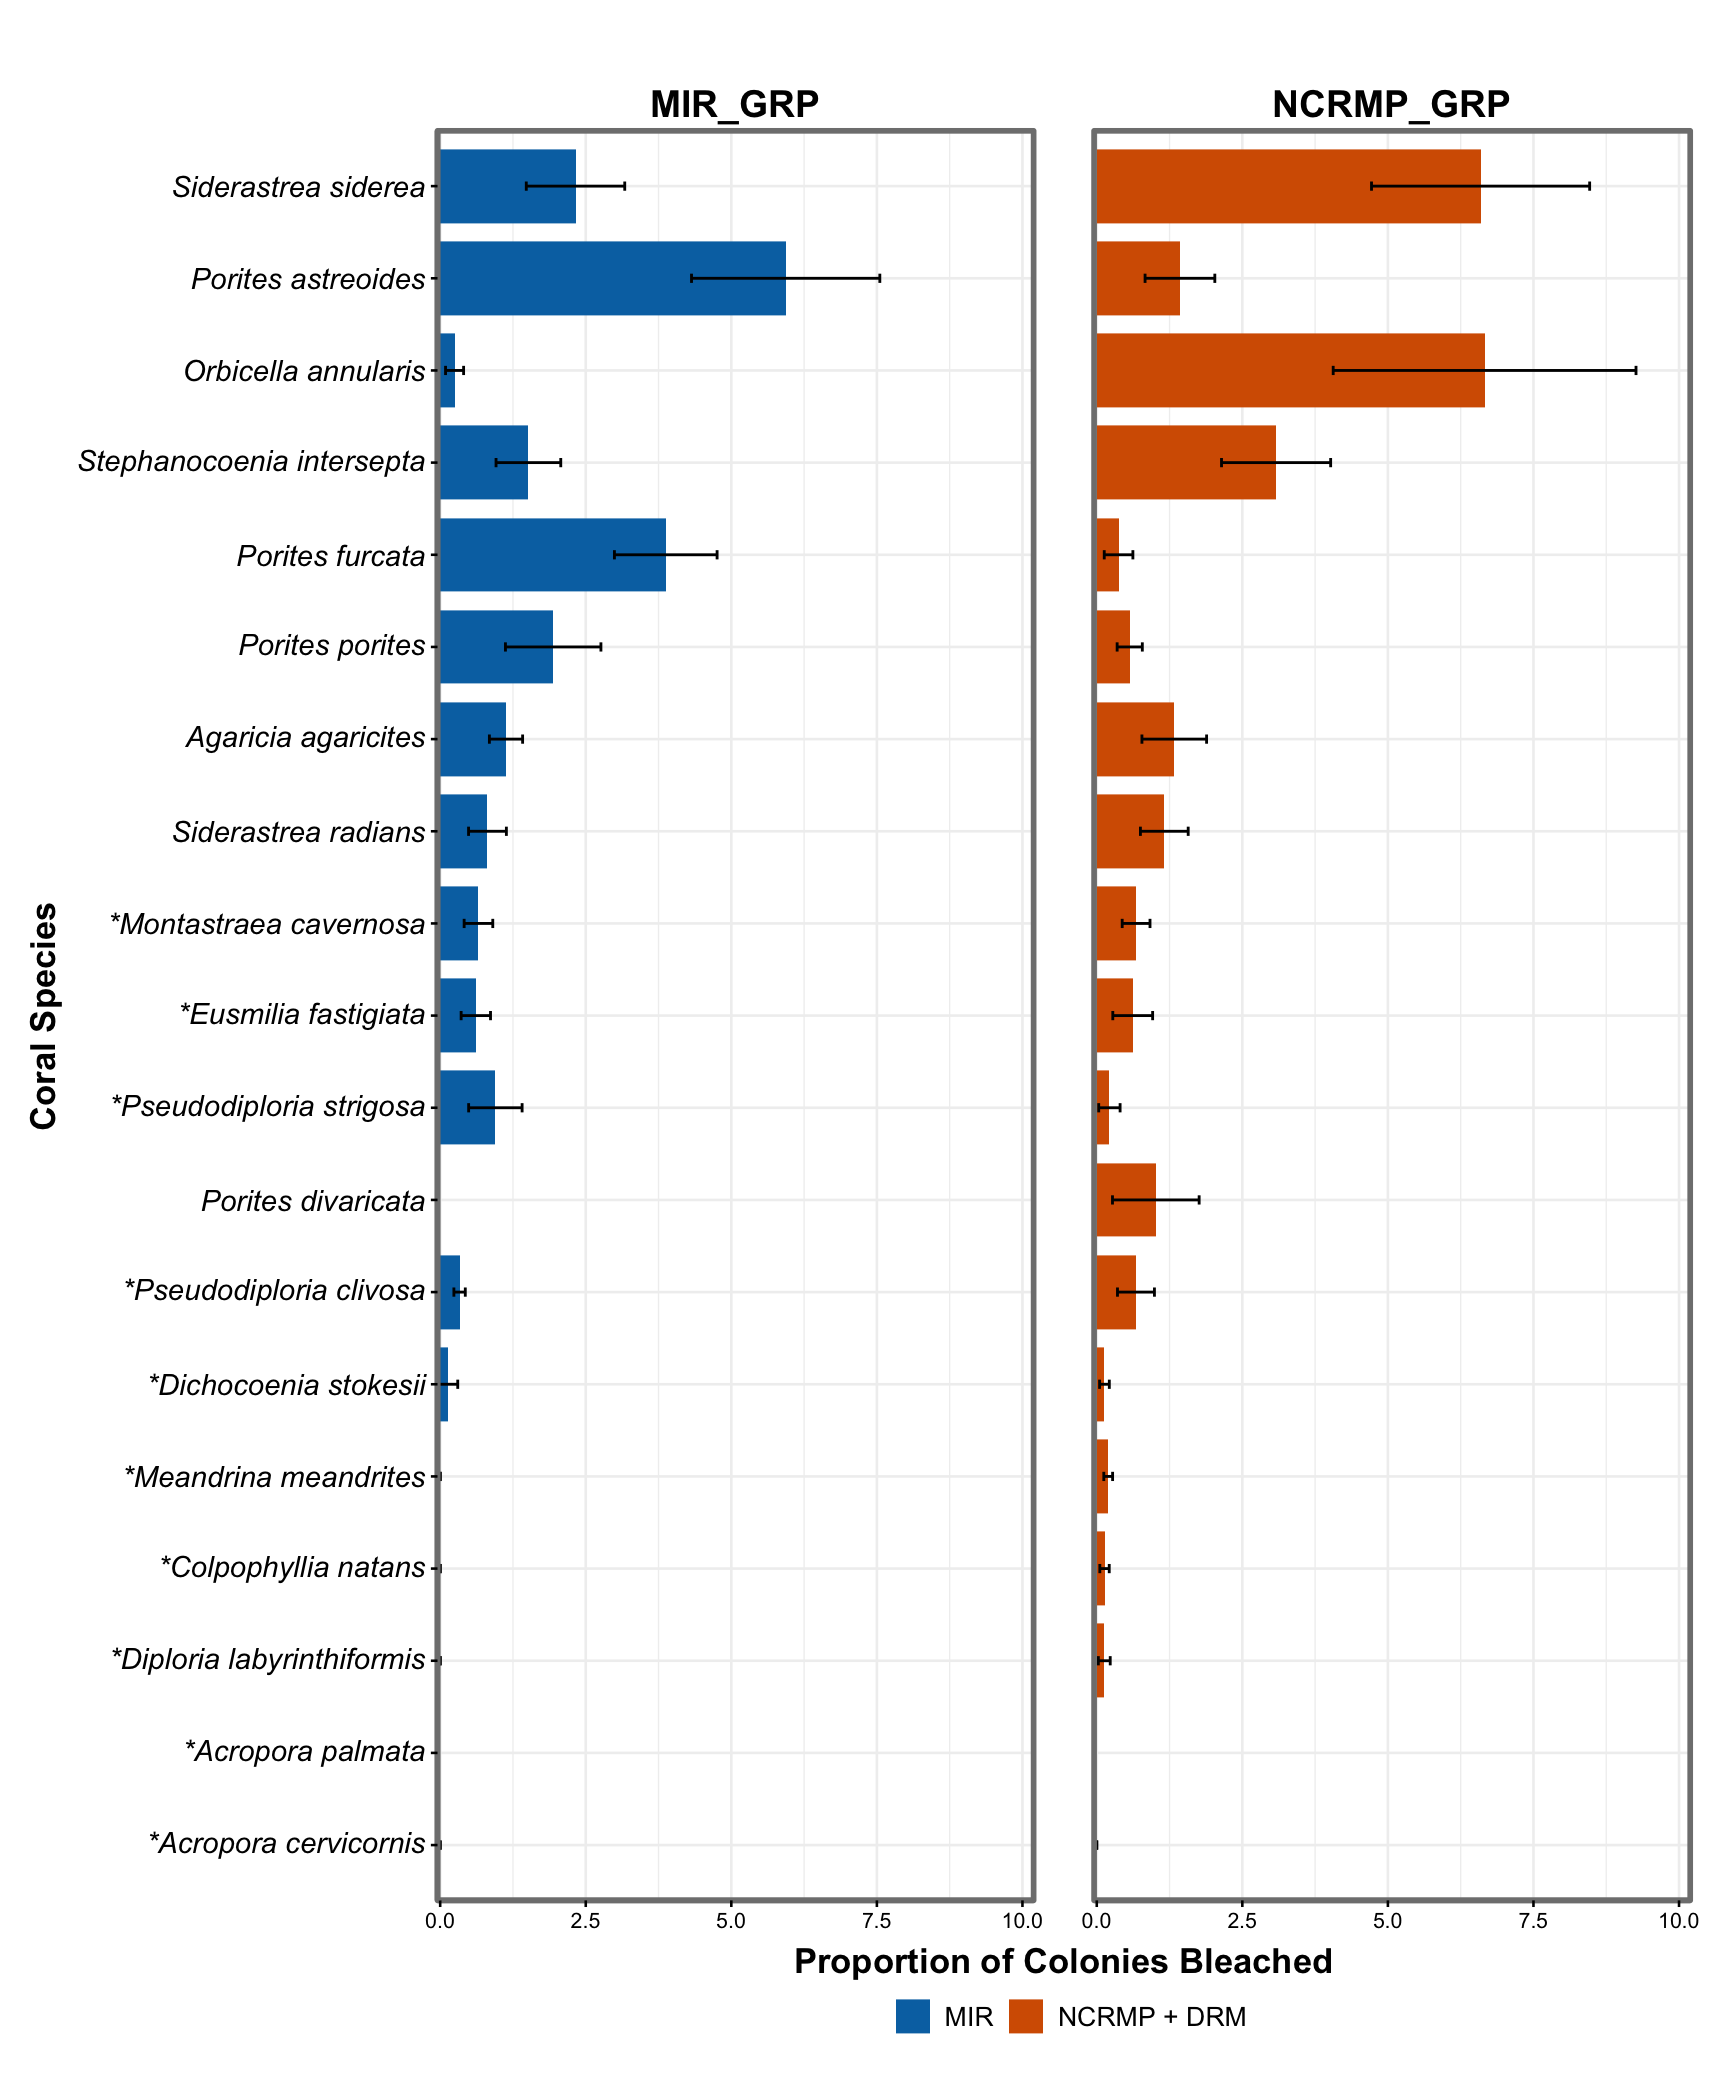 MIR_GRP
NCRMP_GRP
Coral Species
Siderastrea siderea
Porites astreoides
Orbicella annularis
Stephanocoenia intersepta
Porites furcata
Porites porites
Agaricia agaricites
Siderastrea radians
*Montastraea cavernosa
*Eusmilia fastigiata
*Pseudodiploria strigosa
Porites divaricata
*Pseudodiploria clivosa
*Dichocoenia stokesii
*Meandrina meandrites
*Colpophyllia natans
*Diploria labyrinthiformis
*Acropora palmata
*Acropora cervicornis
0.0 2.5 5.0 7.5 10.0
0.0 2.5 5.0 7.5 10.0
Proportion of Colonies Bleached
MIR
NCRMP + DRM